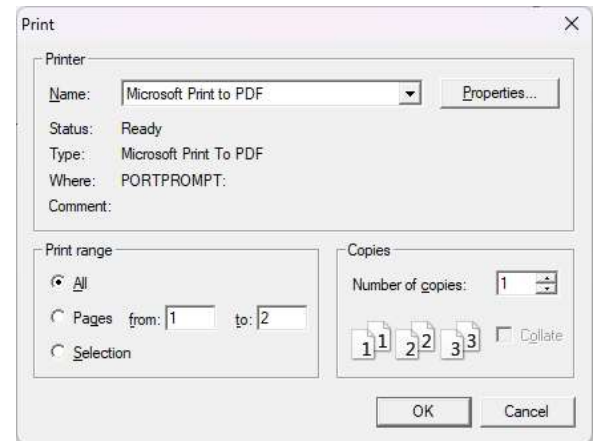 Print
Printer
Name: Microsoft Print to PDF Properties...
Status: Ready
Type: Microsoft Print To PDF
Where: PORTPROMPT:
Comment:
Print range
All
Pages from: 1 to: 2
Selection
Copies
Number of copies: 1
1 1 2 2 3 3 Collate
OK Cancel